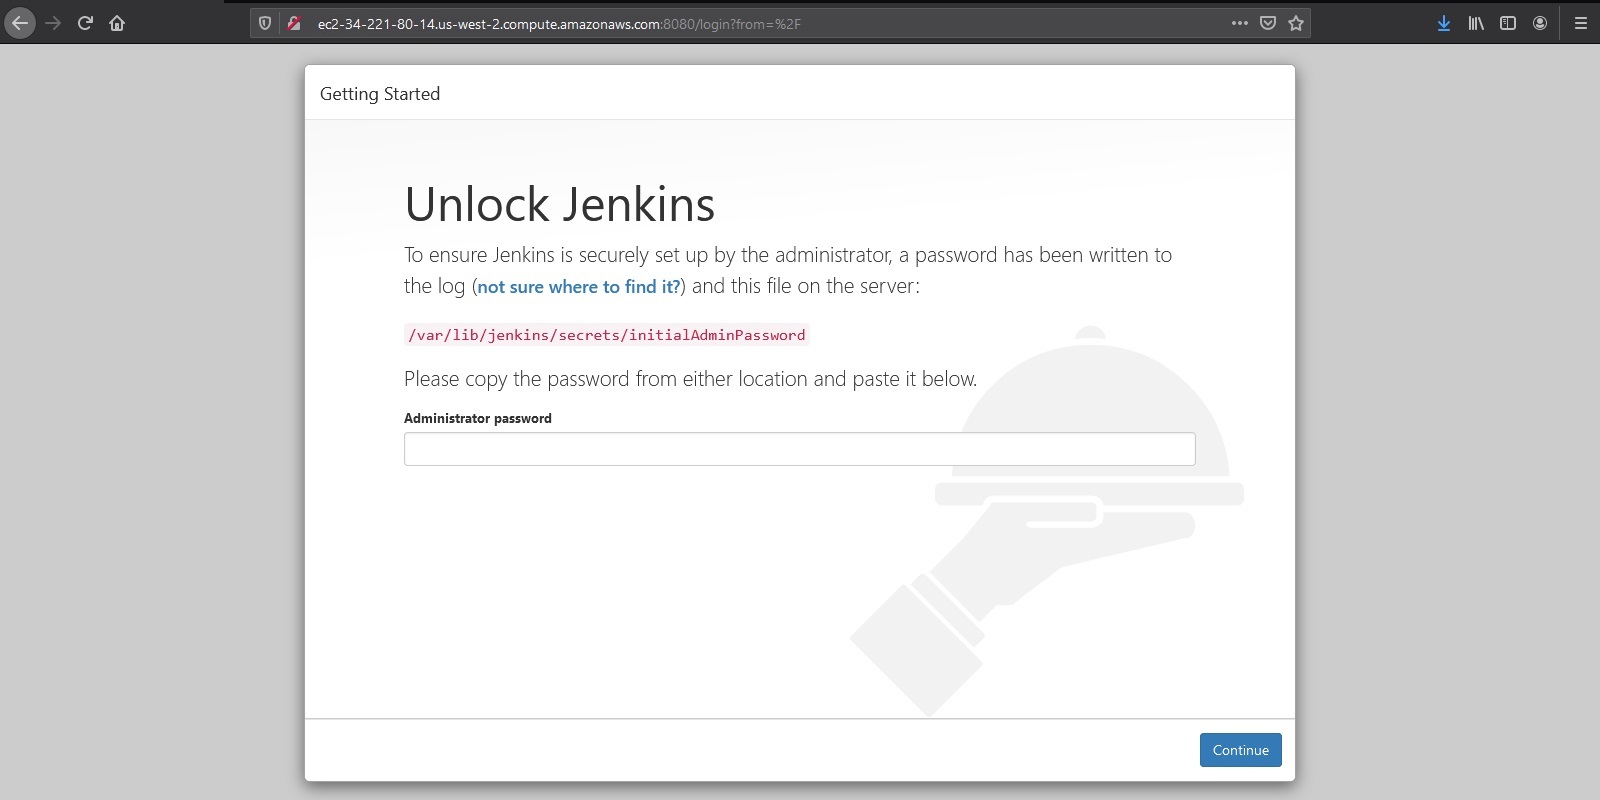 ec2-34-221-80-14.us-west-2.compute.amazonaws.com:8080/login?from=%2F
Getting Started
Unlock Jenkins
To ensure Jenkins is securely set up by the administrator, a password has been written to
the log (not sure where to find it?) and this file on the server:
/var/lib/jenkins/secrets/initialAdminPassword
Please copy the password from either location and paste it below.
Administrator password
Continue